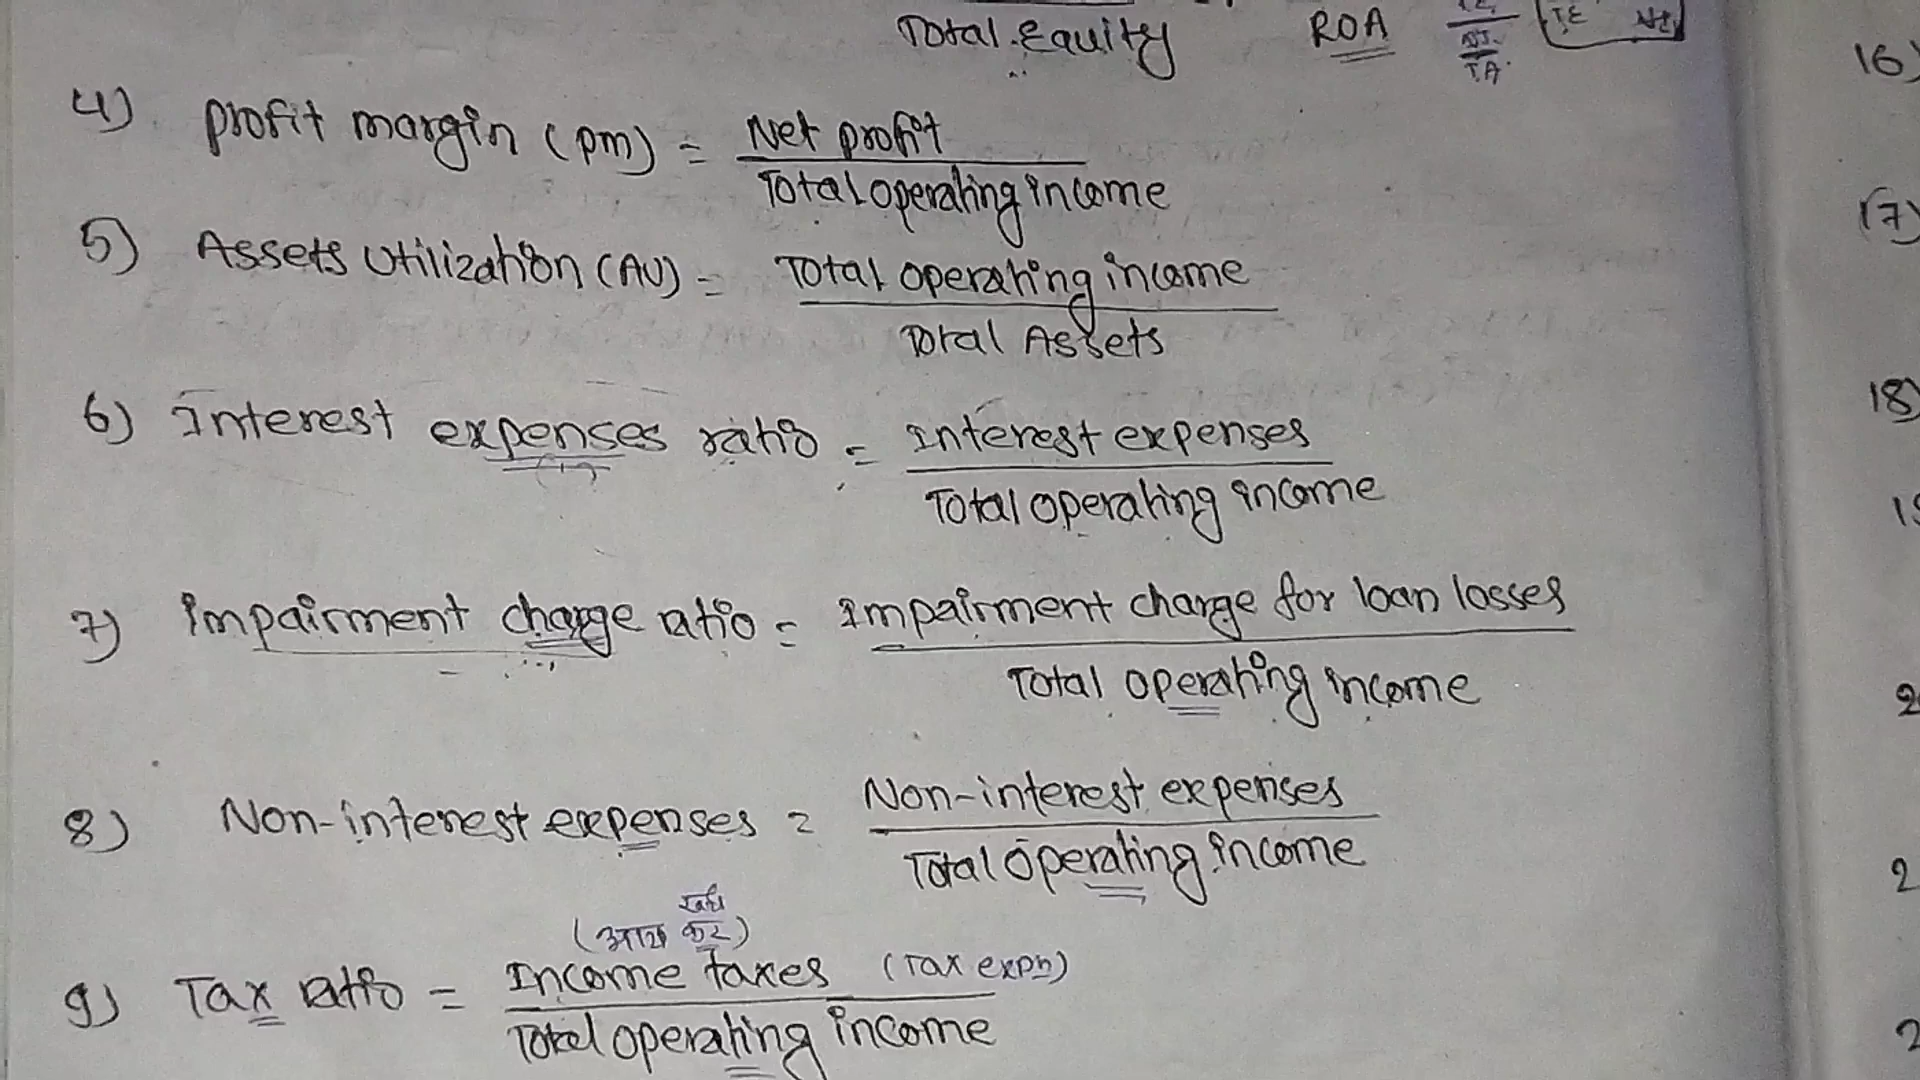 Total Equity ROA TE NI
TA
4) profit margin (pm) = Net profit
Total operating income
5) Assets Utilization (AU) = Total operating income
Total Assets
6) Interest expenses ratio = Interest expenses
Total operating income
7) Impairment charge ratio = Impairment charge for loan losses
Total operating income
8) Non-interest expenses = Non-interest expenses
Total operating income
(आय कर)
9) Tax ratio = Income taxes (Tax expn)
Total operating income
16)
17)
18)